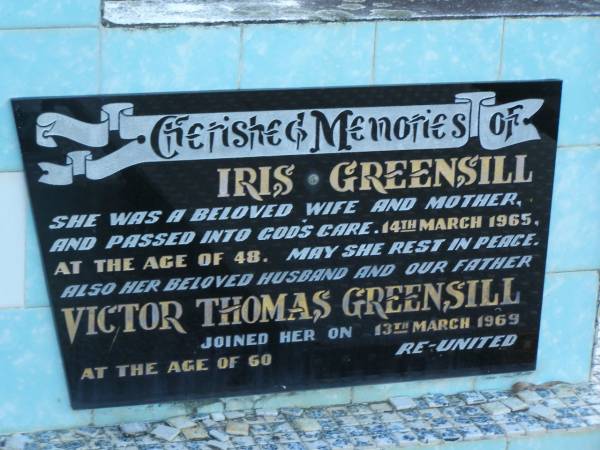 Cherished Memories Of
IRIS GREENSILL
SHE WAS A BELOVED WIFE AND MOTHER,
AND PASSED INTO GOD'S CARE. 14TH MARCH 1965,
AT THE AGE OF 48. MAY SHE REST IN PEACE.
ALSO HER BELOVED HUSBAND AND OUR FATHER
VICTOR THOMAS GREENSILL
JOINED HER ON 13TH MARCH 1969
AT THE AGE OF 60 RE-UNITED